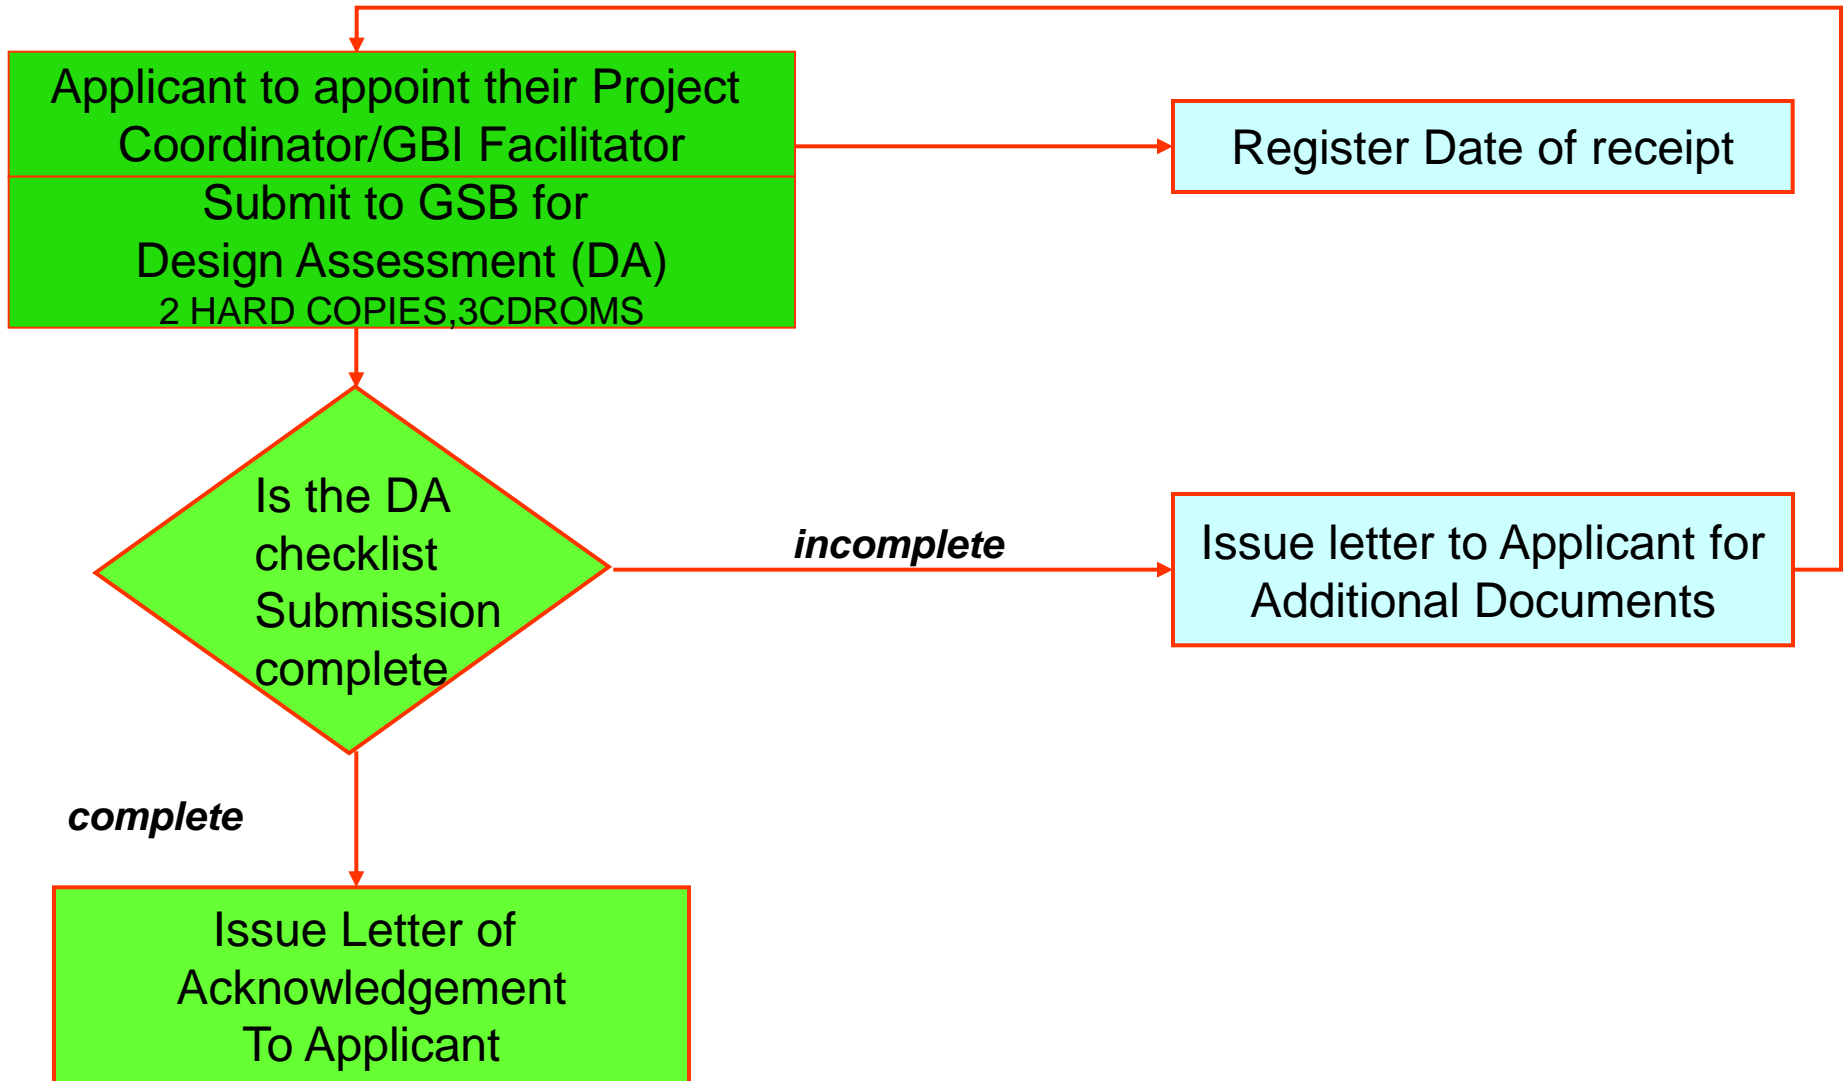 Applicant to appoint their Project
Coordinator/GBI Facilitator
Submit to GSB for
Design Assessment (DA)
2 HARD COPIES,3CDROMS
Register Date of receipt
Is the DA
checklist
Submission
complete
incomplete
Issue letter to Applicant for
Additional Documents
complete
Issue Letter of
Acknowledgement
To Applicant